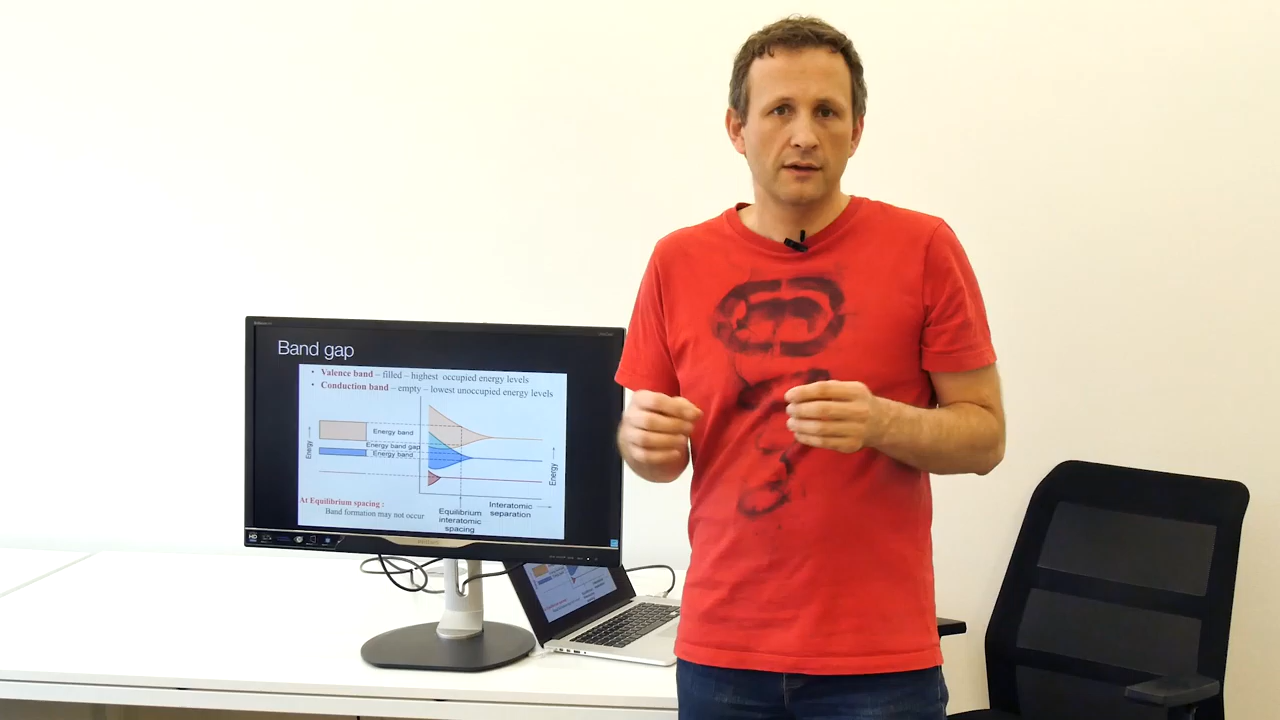 Band gap
• Valence band – filled – highest occupied energy levels
• Conduction band – empty – lowest unoccupied energy levels
Energy
Energy band
Energy band gap
Energy band
Energy
At Equilibrium spacing :
Band formation may not occur
Equilibrium
interatomic
spacing
Interatomic
separation
HD